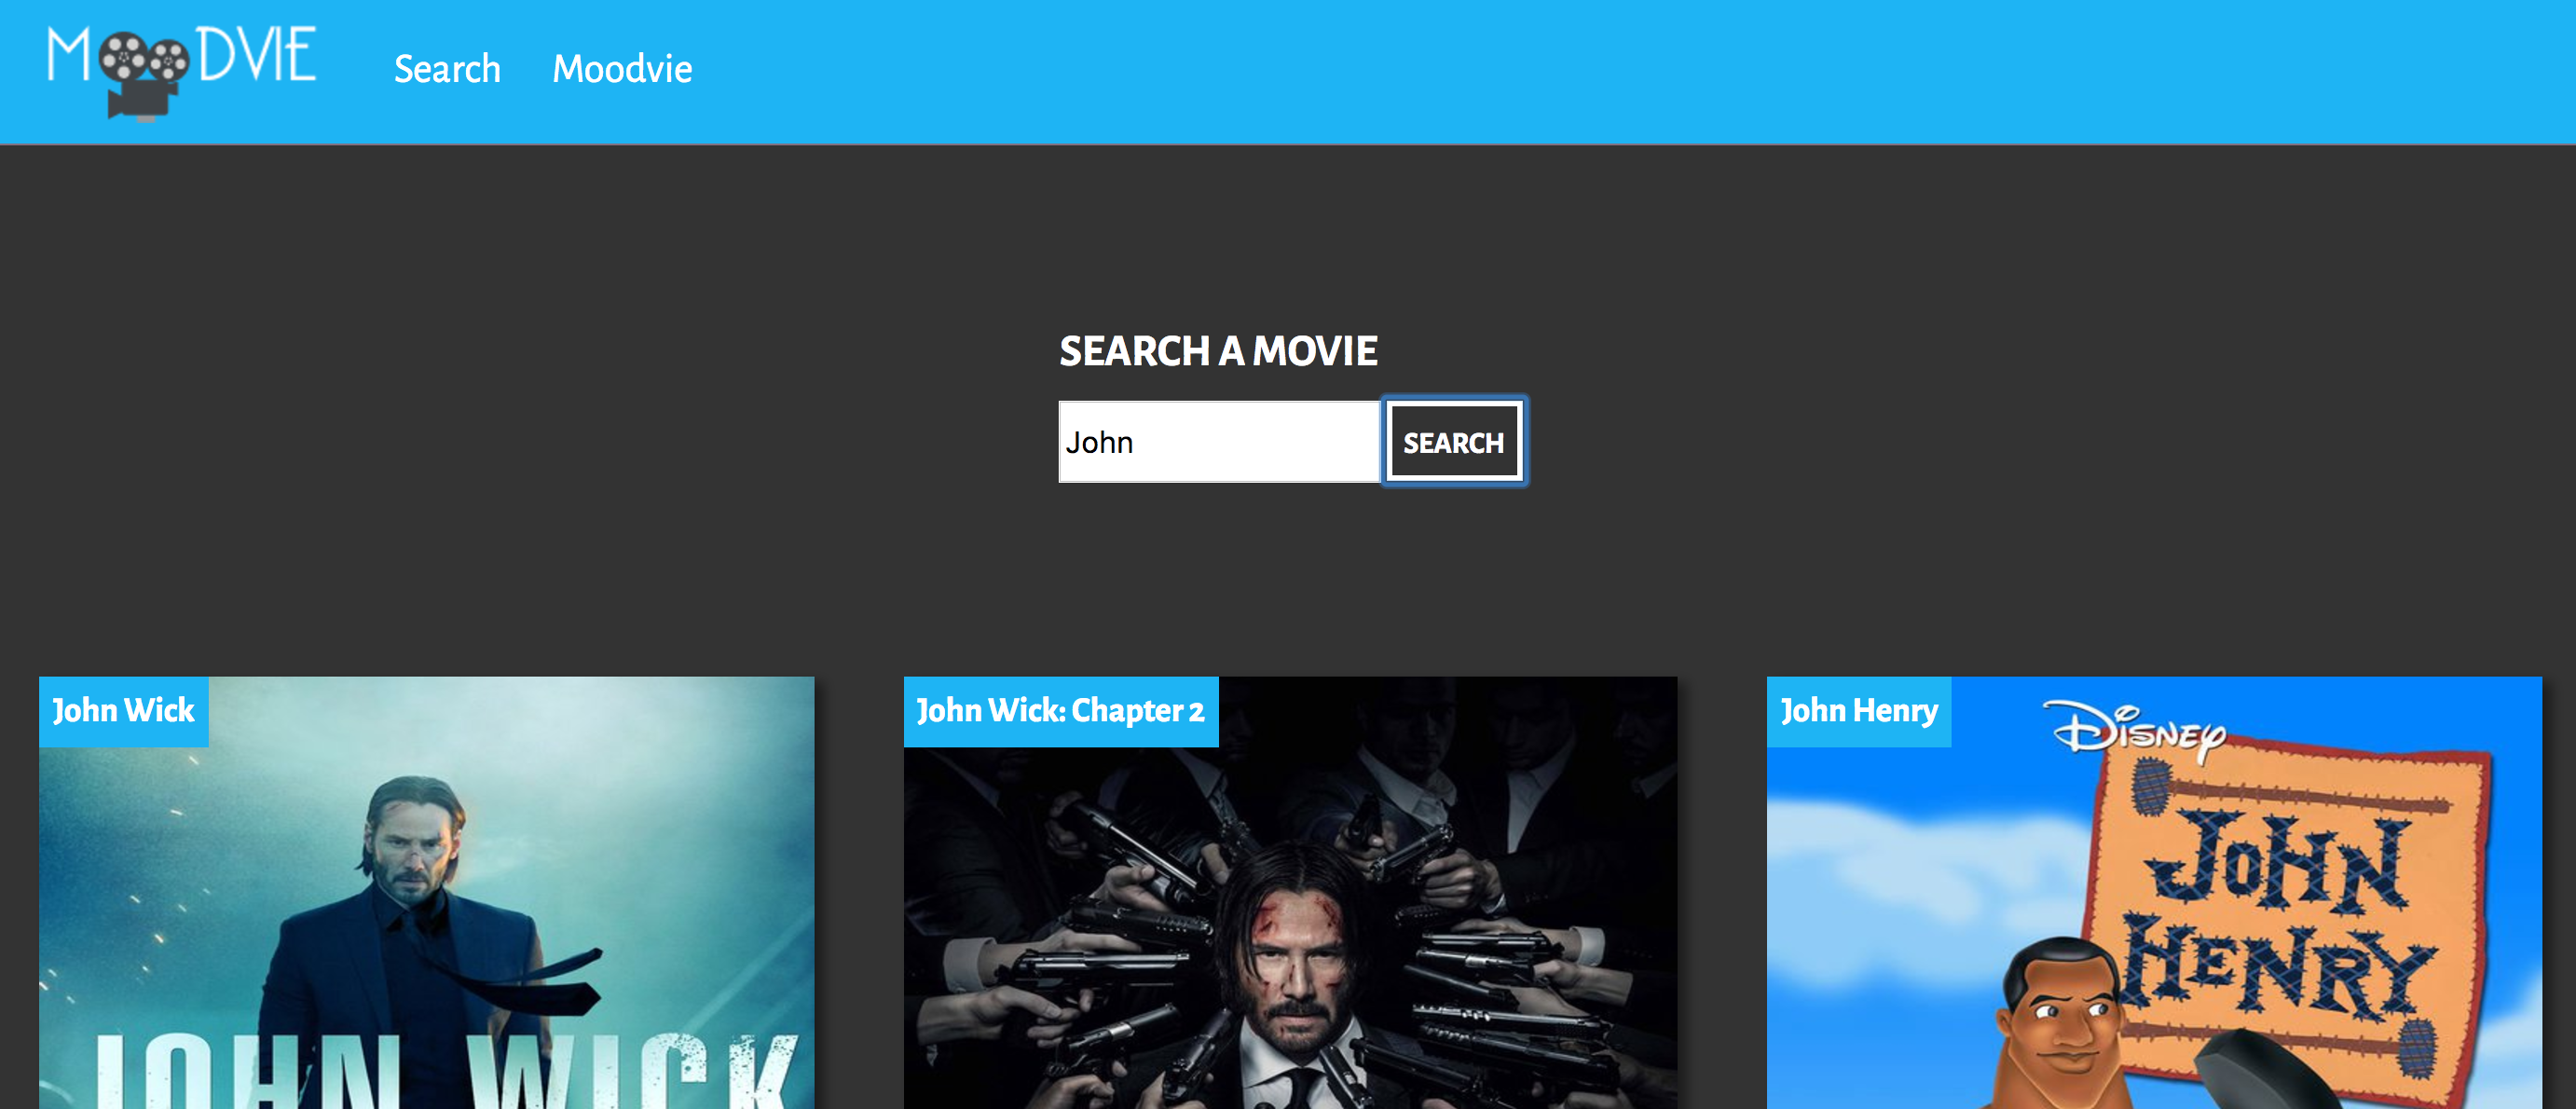 MOODVIE
Search
Moodvie
SEARCH A MOVIE
John
SEARCH
John Wick
John Wick: Chapter 2
John Henry
DISNEY
JOHN
HENRY
JOHN WICK